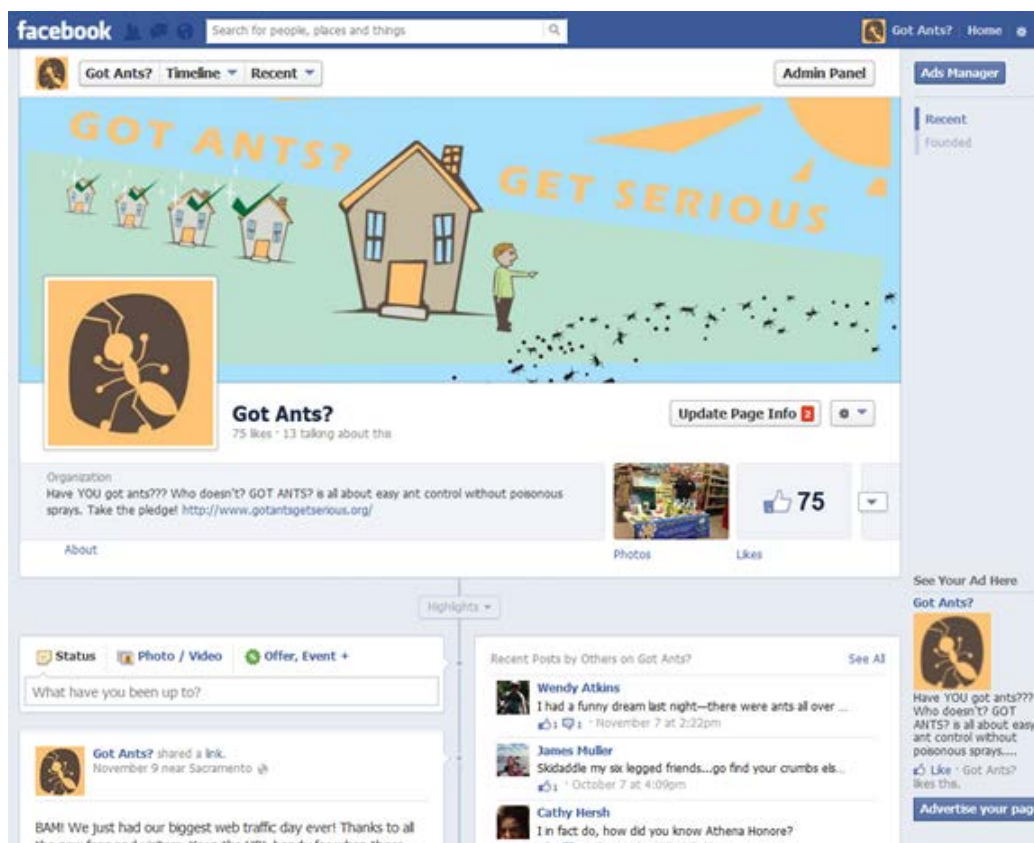 facebook
Search for people, places and things
Got Ants?
Home
Got Ants?
Timeline
Recent
Admin Panel
Ads Manager
Recent
Founded
GOT ANTS?
GET SERIOUS
Got Ants?
75 likes · 13 talking about this
Update Page Info 2
Organization
Have YOU got ants??? Who doesn't? GOT ANTS? is all about easy ant control without poisonous
sprays. Take the pledge! http://www.gotantsgetserious.org/
About
Photos
75
Likes
Highlights
Status
Photo / Video
Offer, Event +
What have you been up to?
Got Ants? shared a link.
November 9 near Sacramento
BAM! We just had our biggest web traffic day ever! Thanks to all
Recent Posts by Others on Got Ants?
See All
Wendy Atkins
I had a funny dream last night—there were ants all over ...
1 1 · November 7 at 2:22pm
James Muller
Skidaddle my six legged friends...go find your crumbs els...
1 · October 7 at 4:09pm
Cathy Hersh
I in fact do, how did you know Athena Honore?
See Your Ad Here
Got Ants?
Have YOU got ants???
Who doesn't? GOT
ANTS? is all about easy
ant control without
poisonous sprays....
Like · Got Ants?
likes this.
Advertise your page